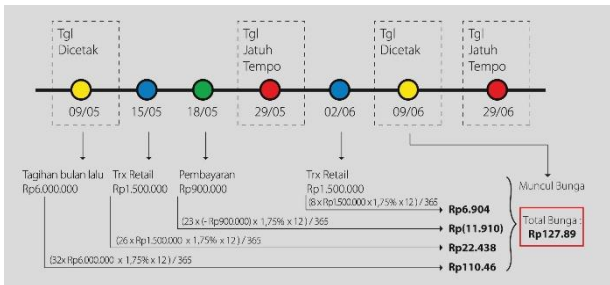 Tgl
Dicetak
Tgl
Jatuh
Tempo
Tgl
Dicetak
Tgl
Jatuh
Tempo
09/05
15/05
18/05
29/05
02/06
09/06
29/06
Tagihan bulan lalu
Rp6.000.000
Trx Retail
Rp1.500.000
Pembayaran
Rp900.000
Trx Retail
Rp1.500.000
Muncul Bunga
(8x Rp1.500.000 x 1,75% x 12) / 365
Rp6.904
(23 x (- Rp900.000) x 1,75% x 12 ) / 365
Rp(11.910)
(26 x Rp1.500.000 x 1,75% x 12 ) / 365
Rp22.438
(32x Rp6.000.000 x 1,75% x 12 ) / 365
Rp110.46
Total Bunga :
Rp127.89